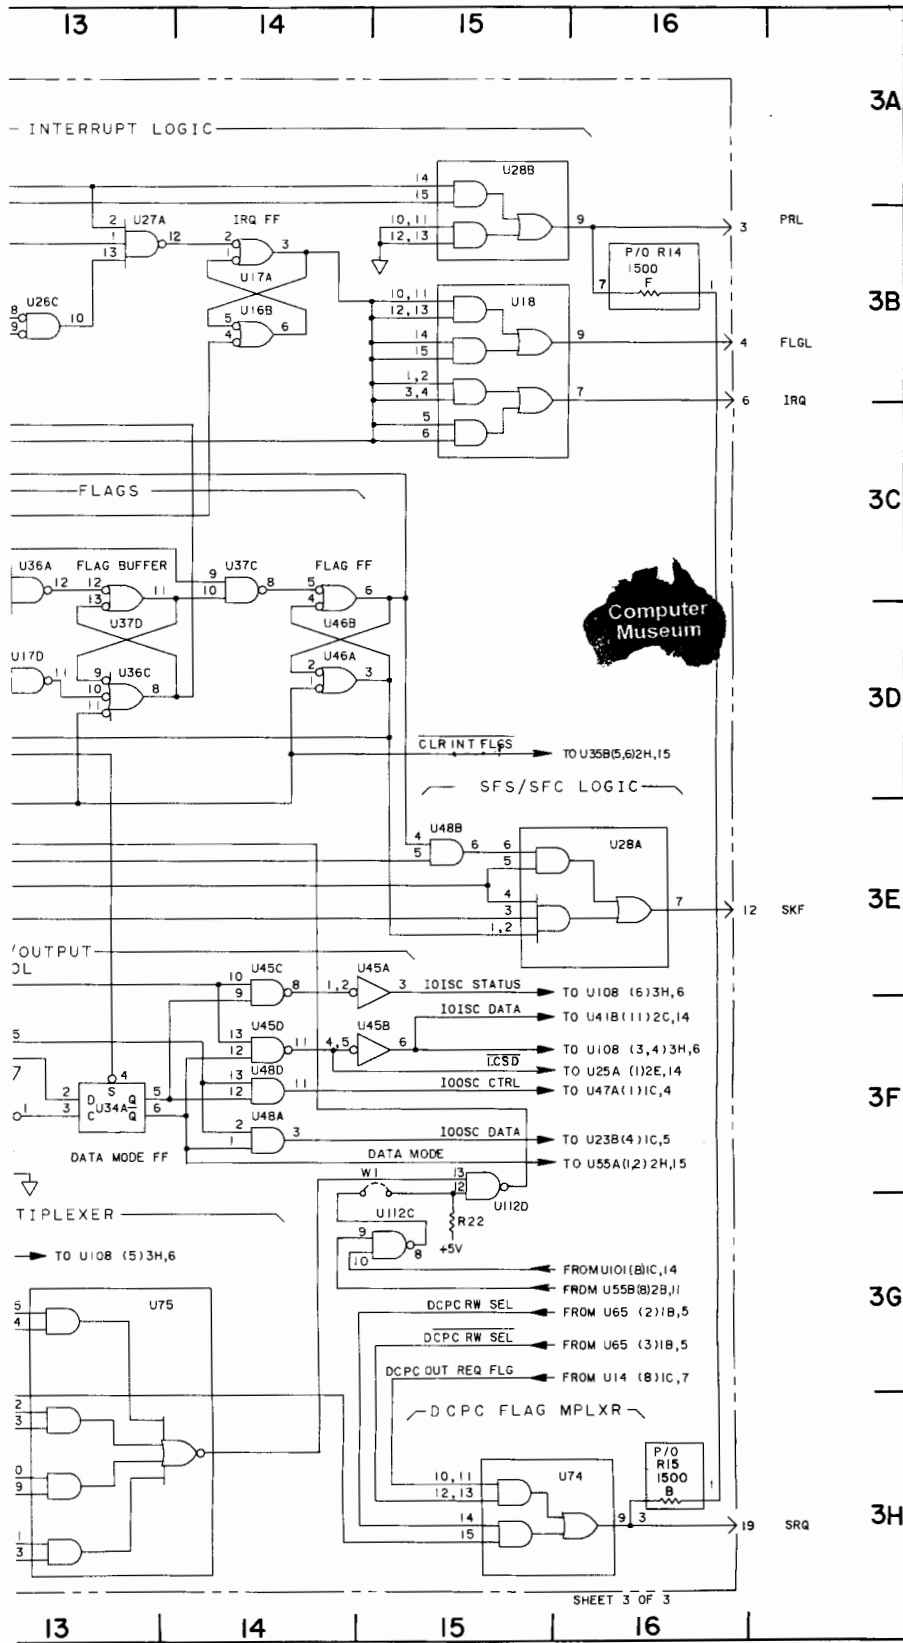 13 14 15 16
3A
INTERRUPT LOGIC
U28B
14
15
2 U27A IRQ FF
10,11 9 3 PRL
12 2 3 12,13
1 1 P/O R14
13 U17A 1500
F
7 1
U26C U16B 10,11 U18 3B
8 10 5 6 12,13
9 4 14 9 4 FLGL
15
1,2
3,4 7 6 IRQ
5
6
FLAGS 3C
U36A FLAG BUFFER U37C FLAG FF
12 12 11 9 8 5 6
13 10 4
Computer
Museum
U37D U46B
U17D U36C U46A
11 9 8 2 3
10 1
11
3D
CLR INT FLGS TO U35B(5,6)2H,15
SFS/SFC LOGIC
4 U48B U28A
5 6 6
5
4 7 12 SKF 3E
3
1,2
/OUTPUT
OL U45C U45A
10 8 1,2 3 IOISC STATUS TO U108 (6)3H,6
9
IOISC DATA TO U41B(11)2C,14
5 13 U45D U45B
12 11 4,5 6 TO U108 (3,4)3H,6
ICSD TO U25A (1)2E,14
7 4 13 U48D
S 12 11 IOOSC CTRL TO U47A(1)1C,4
2 D Q 5 3F
1 3 C U34A Q 6 U48A
2 3 IOOSC DATA TO U23B(4)1C,5
1
DATA MODE FF DATA MODE TO U55A(1,2)2H,15
W1 13
12 U112D
TIPLEXER U112C R22
9 8 +5V
10
TO U108 (5)3H,6
FROM U101(8)1C,14
FROM U55B(8)2B,11
U75 3G
5 DCPC RW SEL FROM U65 (2)1B,5
4
DCPC RW SEL FROM U65 (3)1B,5
DCPC OUT REQ FLG FROM U14 (8)1C,7
2 DCPC FLAG MPLXR
3
P/O
R15
1500
B
0 10,11 U74 1
9 12,13
14 9 3 19 SRQ 3H
1 15
3
SHEET 3 OF 3
13 14 15 16